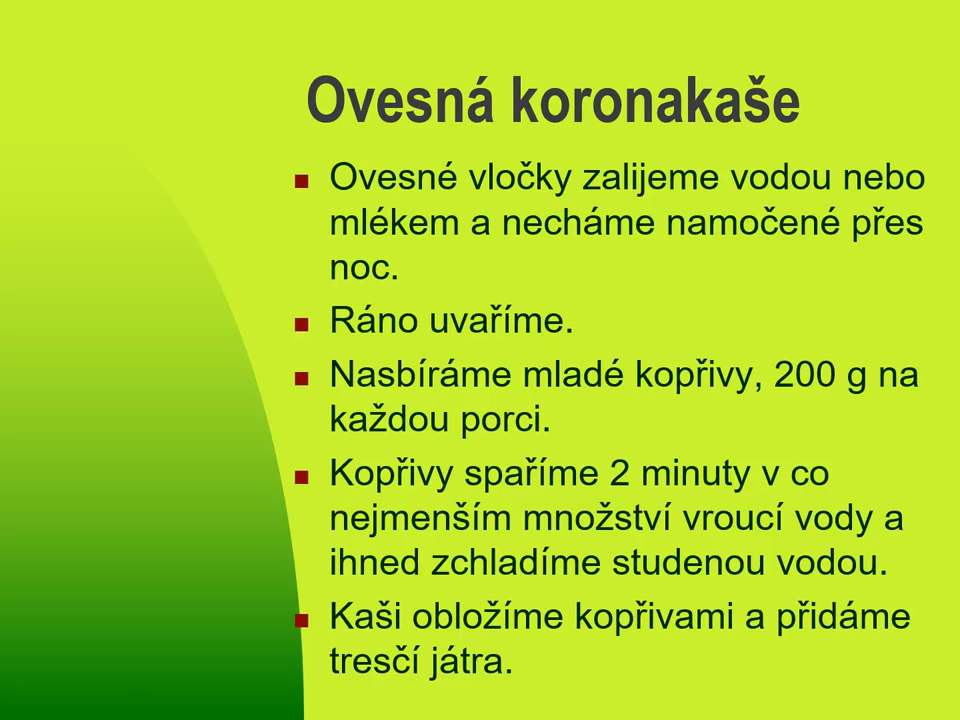 Ovesná koronakaše
Ovesné vločky zalijeme vodou nebo
mlékem a necháme namočené přes
noc.
Ráno uvaříme.
Nasbíráme mladé kopřivy, 200 g na
každou porci.
Kopřivy spaříme 2 minuty v co
nejmenším množství vroucí vody a
ihned zchladíme studenou vodou.
Kaši obložíme kopřivami a přidáme
tresčí játra.